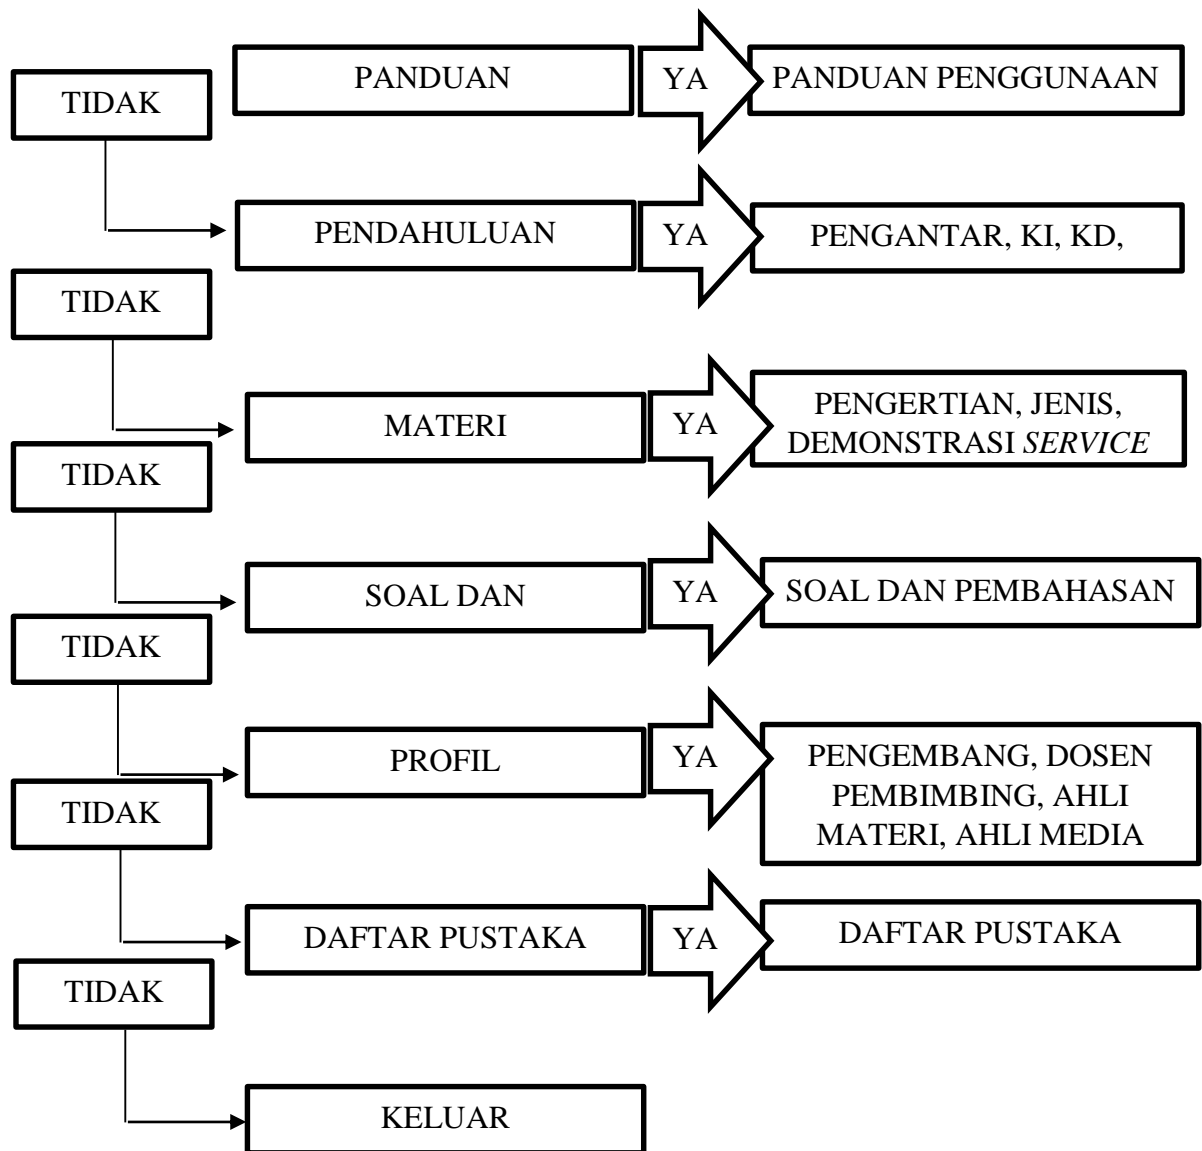 PANDUAN
YA
PANDUAN PENGGUNAAN
TIDAK
PENDAHULUAN
YA
PENGANTAR, KI, KD,
TIDAK
MATERI
YA
PENGERTIAN, JENIS,
DEMONSTRASI SERVICE
TIDAK
SOAL DAN
YA
SOAL DAN PEMBAHASAN
TIDAK
PROFIL
YA
PENGEMBANG, DOSEN
PEMBIMBING, AHLI
MATERI, AHLI MEDIA
TIDAK
DAFTAR PUSTAKA
YA
DAFTAR PUSTAKA
TIDAK
KELUAR